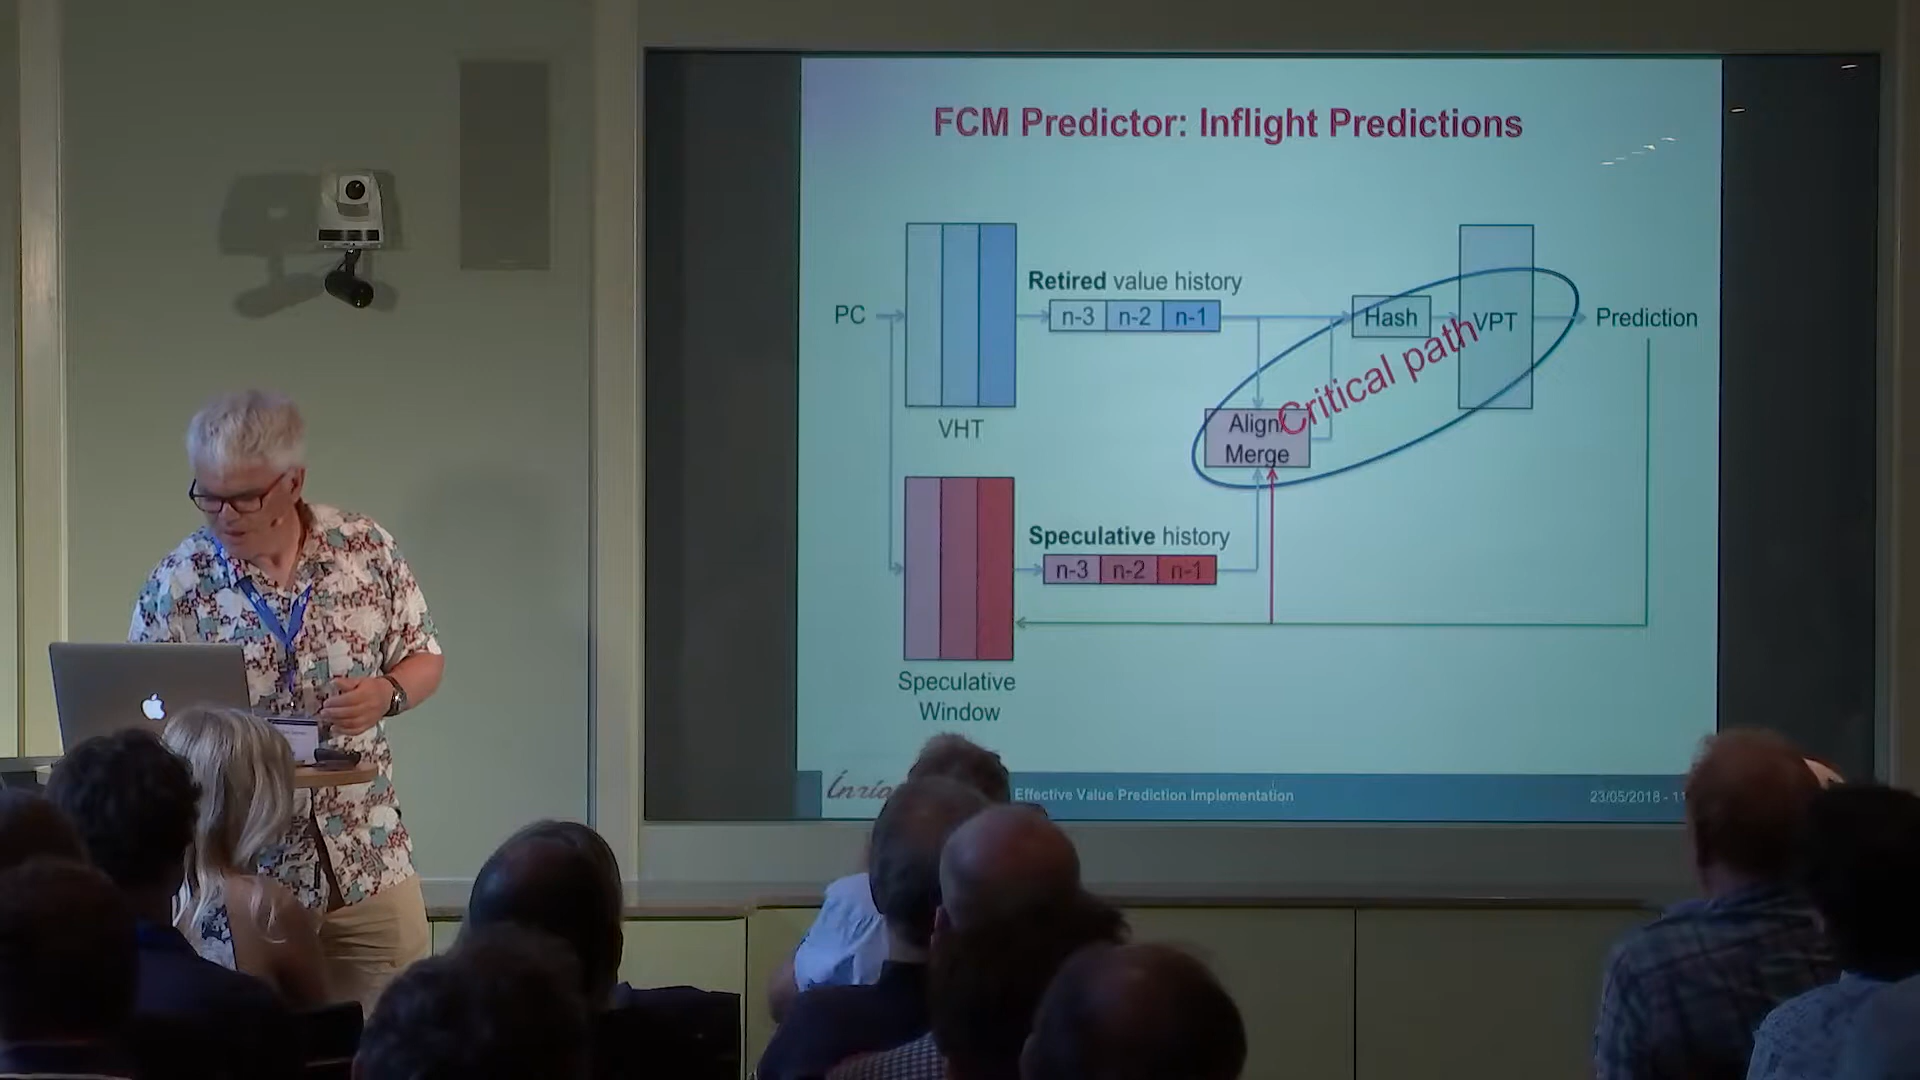 FCM Predictor: Inflight Predictions
PC
VHT
Retired value history
n-3 n-2 n-1
Hash
VPT
Prediction
Critical path
Align/
Merge
Speculative history
n-3 n-2 n-1
Speculative
Window
Inria
Effective Value Prediction Implementation
23/05/2018 -